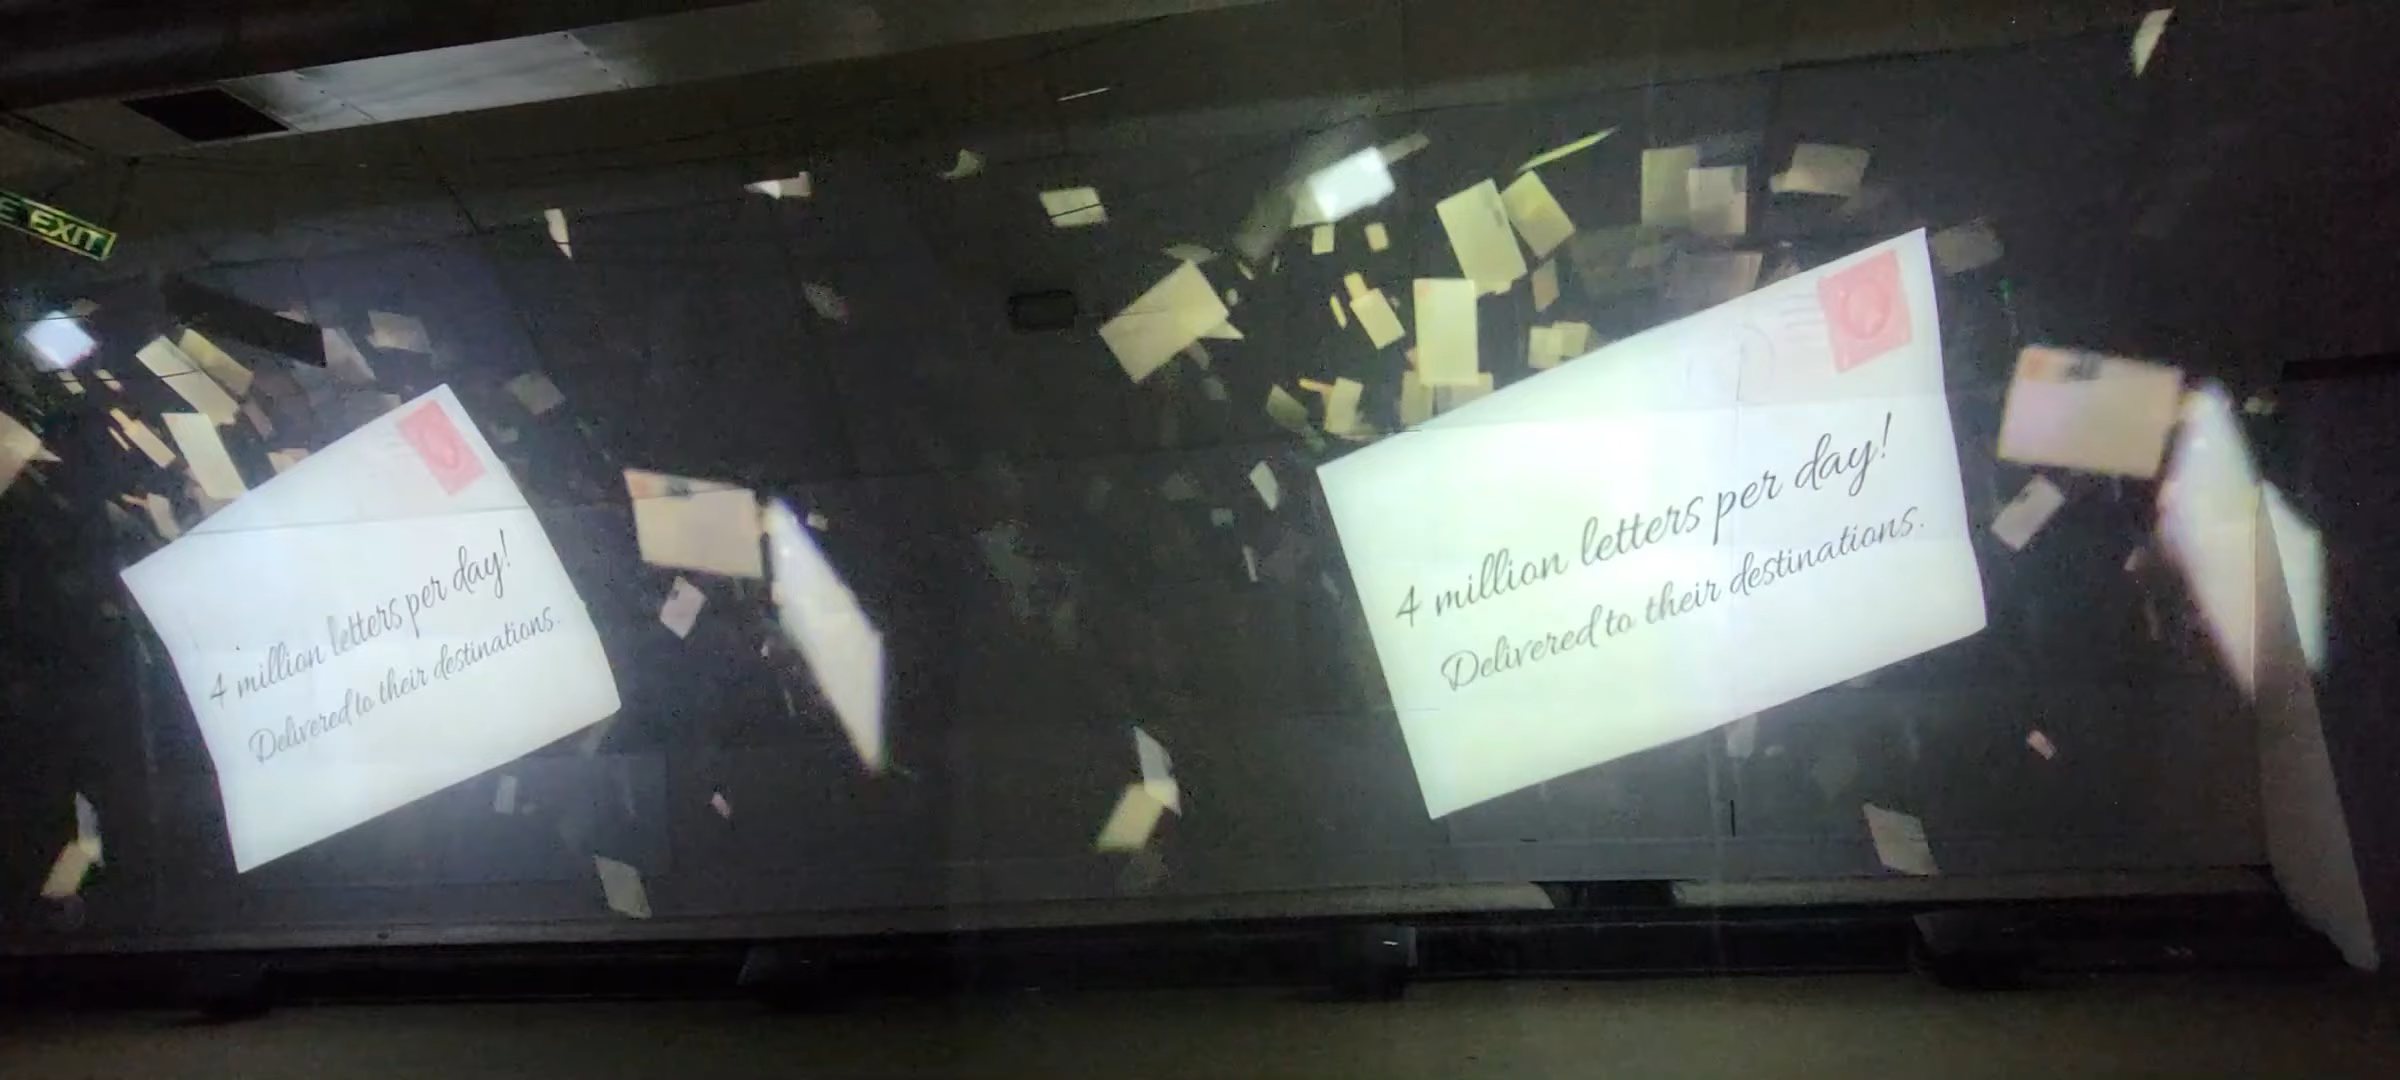 EXIT
4 million letters per day!
Delivered to their destinations.
4 million letters per day!
Delivered to their destinations.